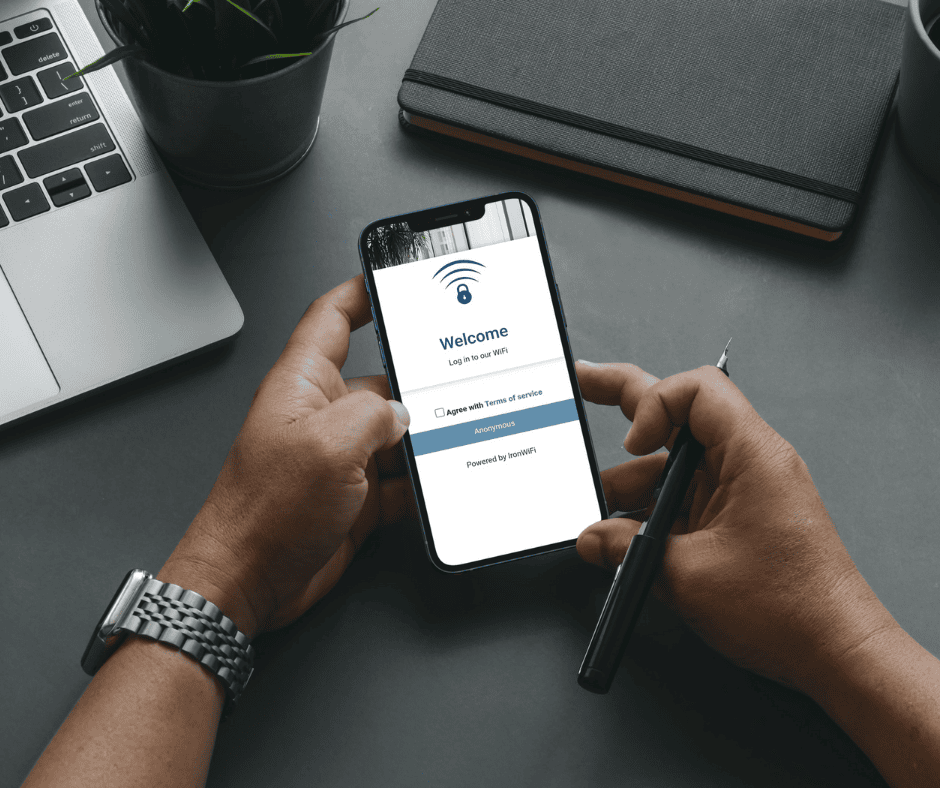 delete
enter
return
shift
Welcome
Log in to our WiFi
Agree with Terms of service
Anonymous
Powered by IronWiFi